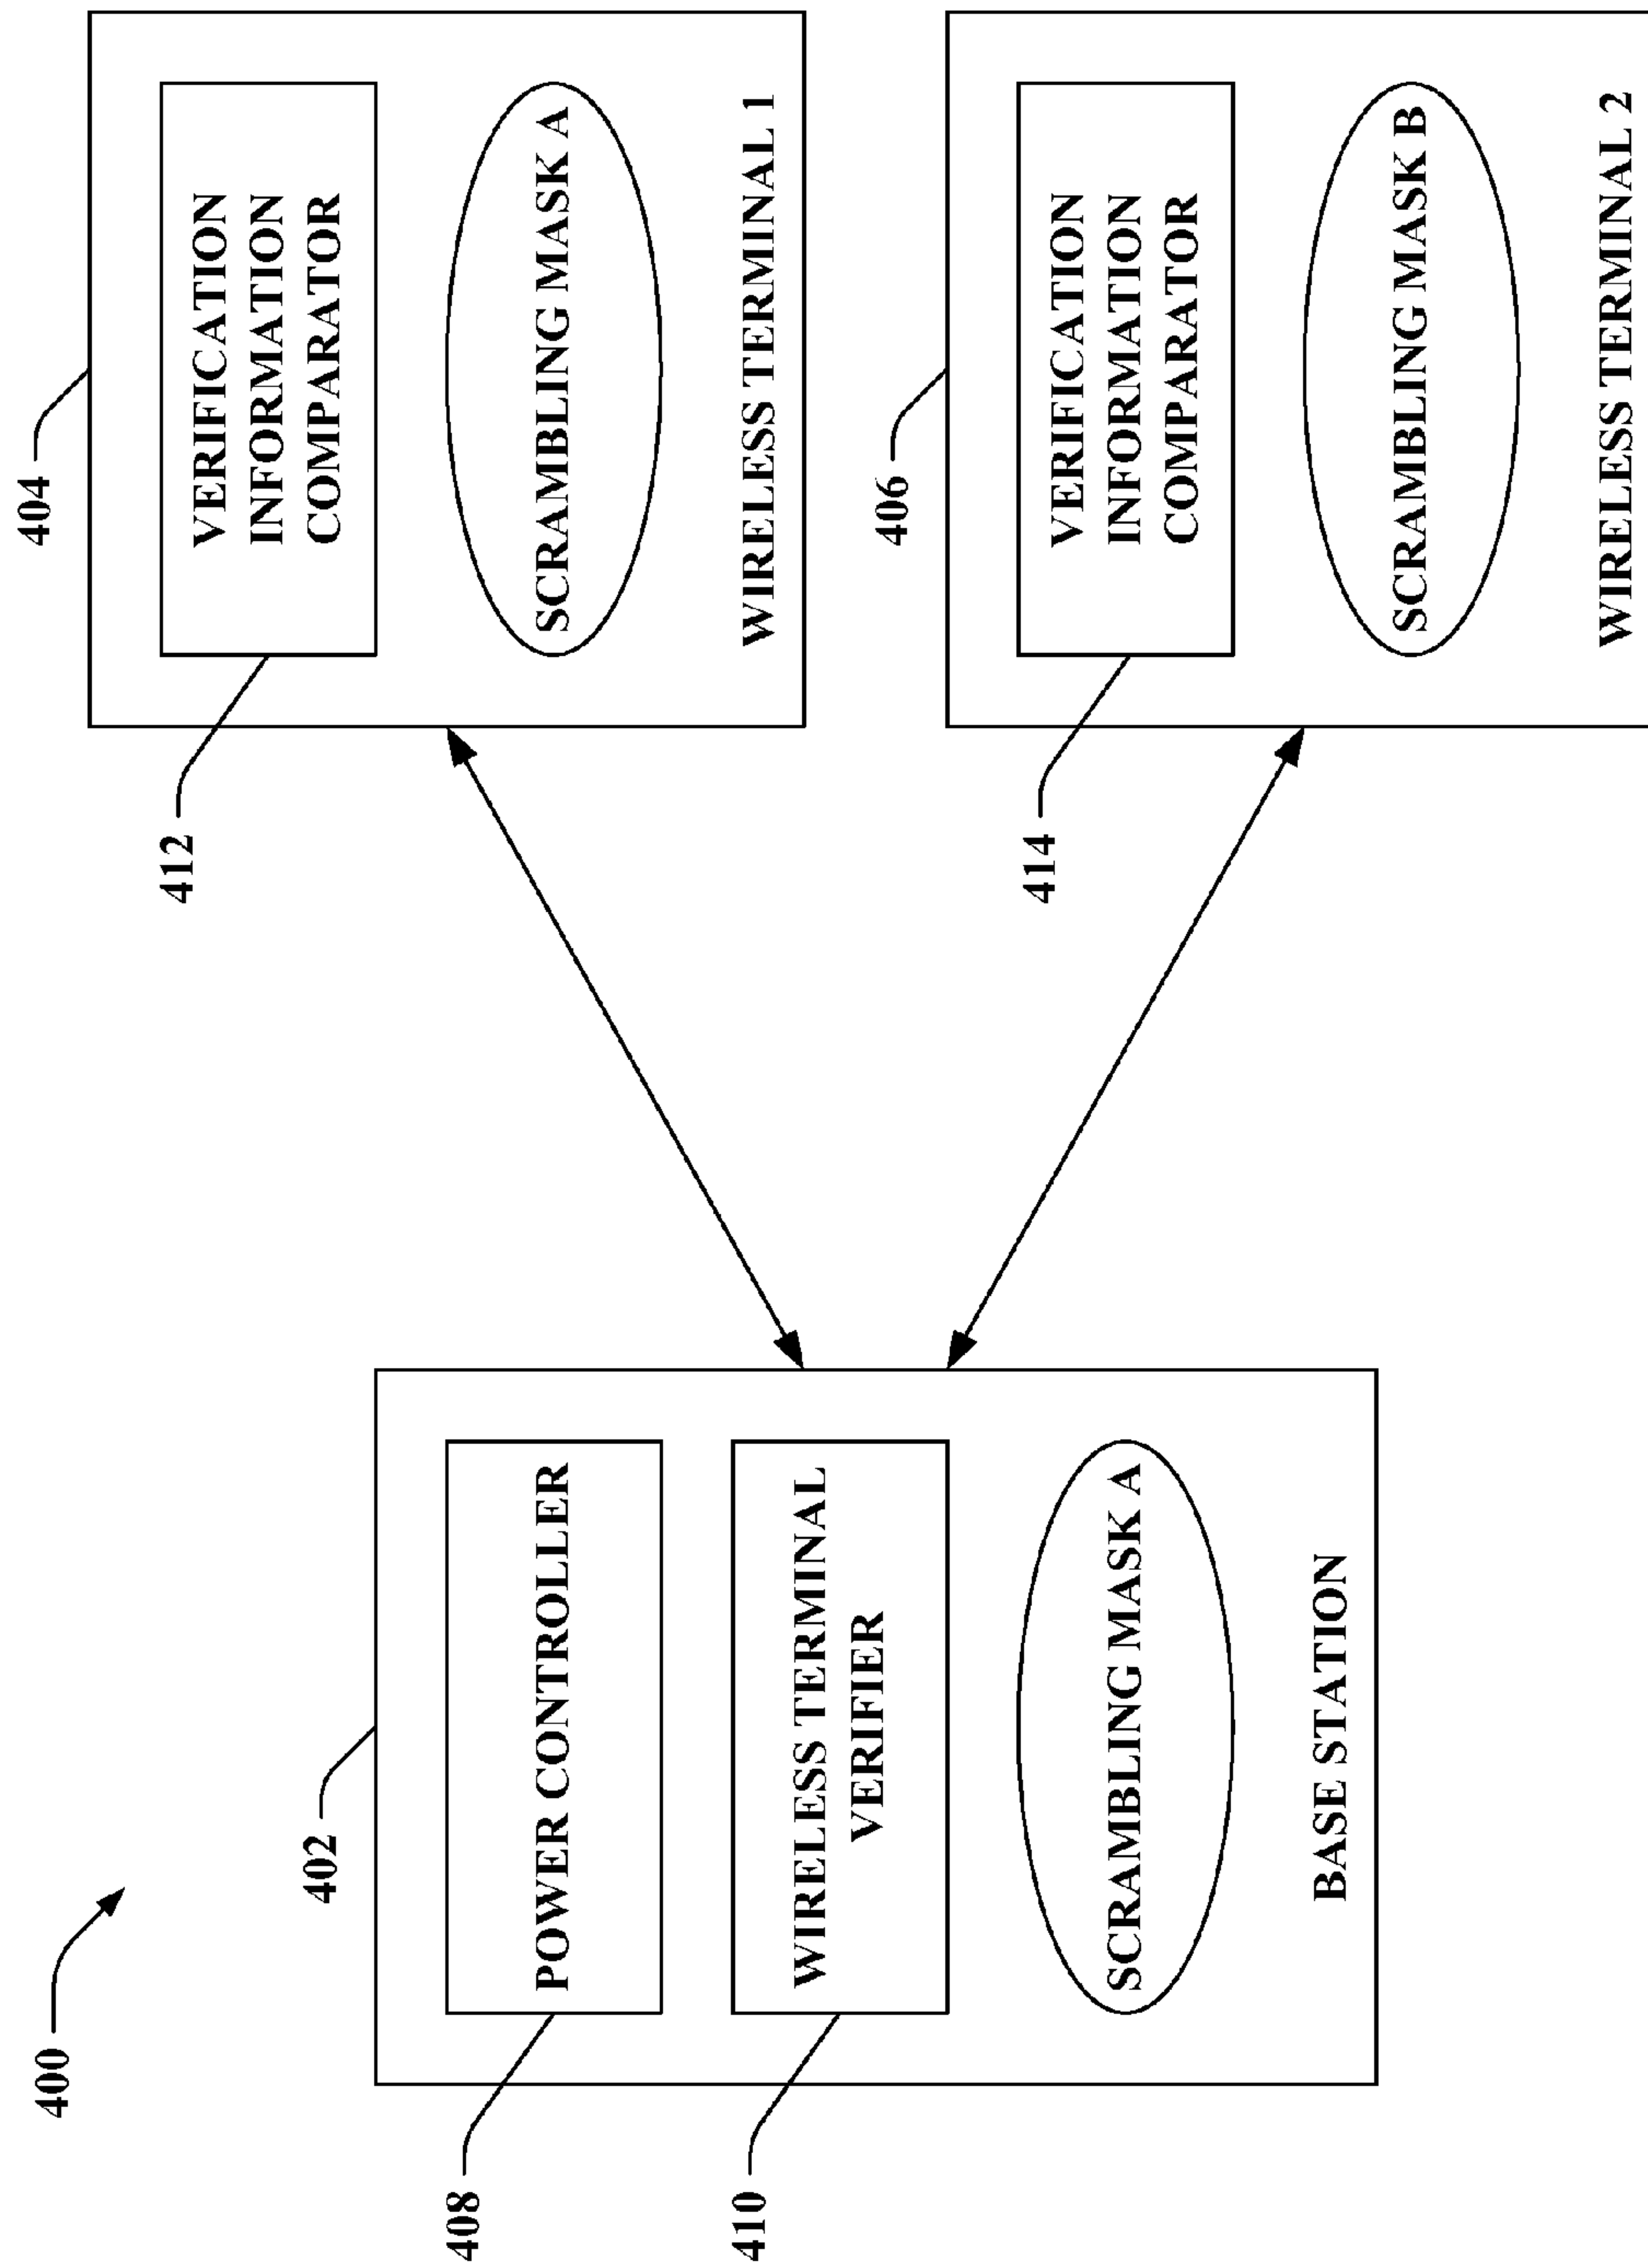 400
402
408
POWER CONTROLLER
410
WIRELESS TERMINAL
VERIFIER
SCRAMBLING MASK A
BASE STATION
404
412
VERIFICATION
INFORMATION
COMPARATOR
SCRAMBLING MASK A
WIRELESS TERMINAL 1
406
414
VERIFICATION
INFORMATION
COMPARATOR
SCRAMBLING MASK B
WIRELESS TERMINAL 2